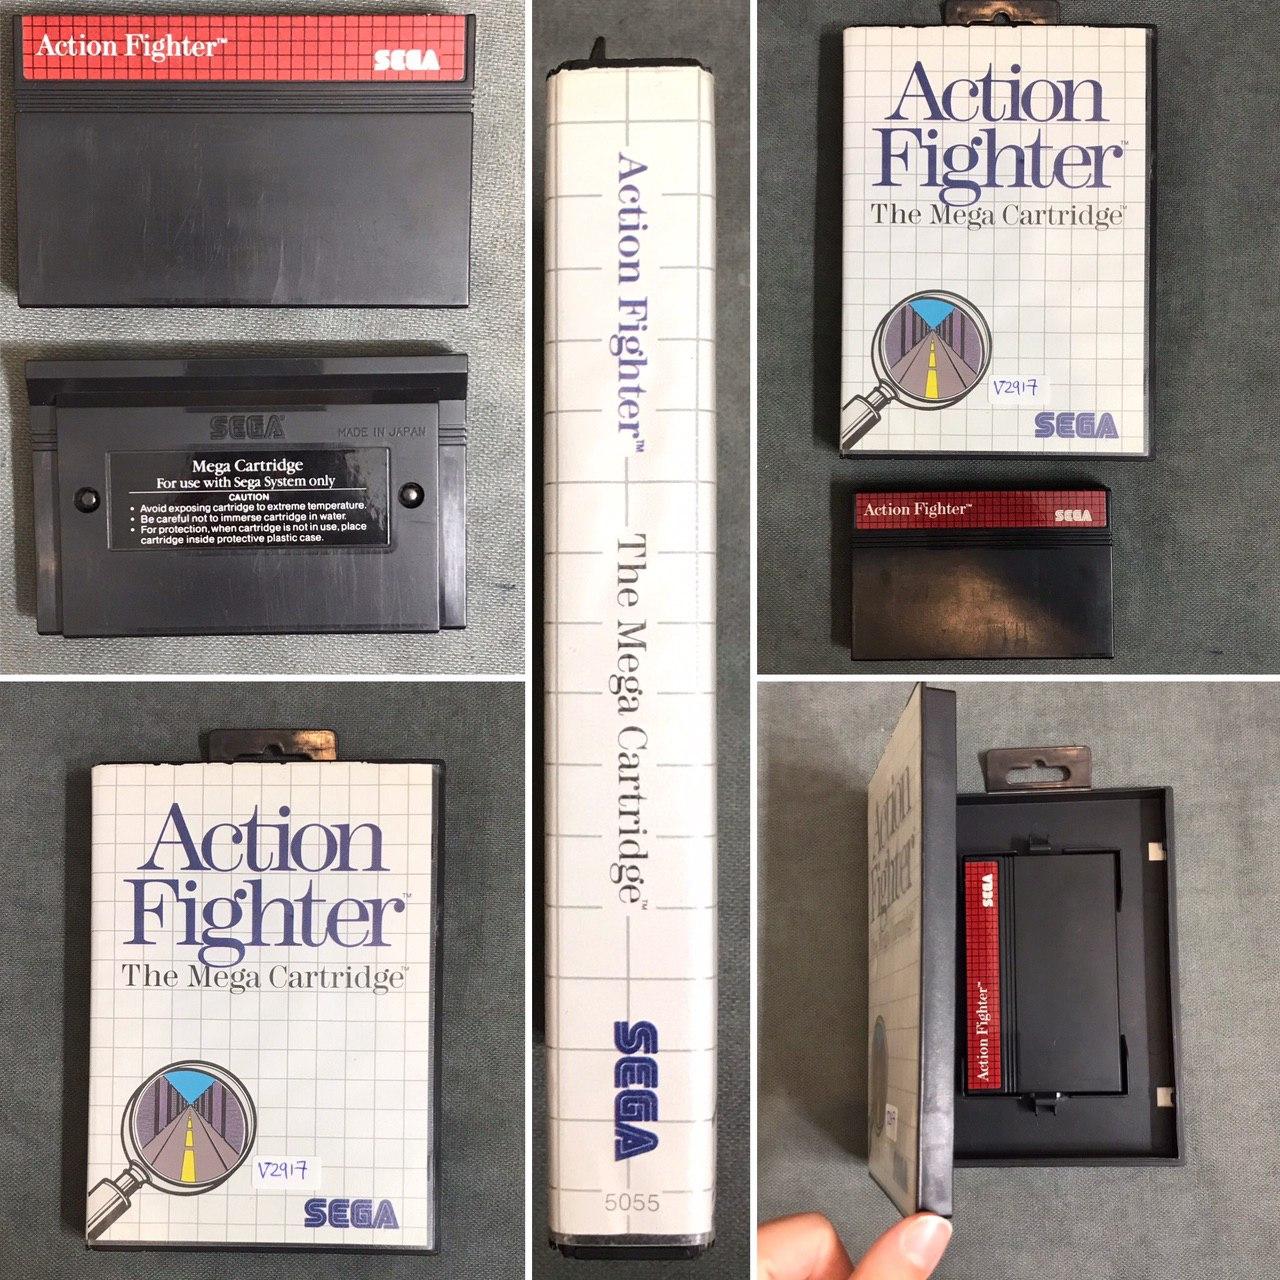 Action Fighter™
SEGA
SEGA®
MADE IN JAPAN
Mega Cartridge
For use with Sega System only
CAUTION
• Avoid exposing cartridge to extreme temperature.
• Be careful not to immerse cartridge in water.
• For protection, when cartridge is not in use, place
cartridge inside protective plastic case.
Action Fighter™
The Mega Cartridge™
SEGA
5055
Action
Fighter™
The Mega Cartridge™
V2917
SEGA
Action Fighter™
SEGA
Action
Fighter™
The Mega Cartridge™
V2917
SEGA
Action
Fighter
Action Fighter™
SEGA